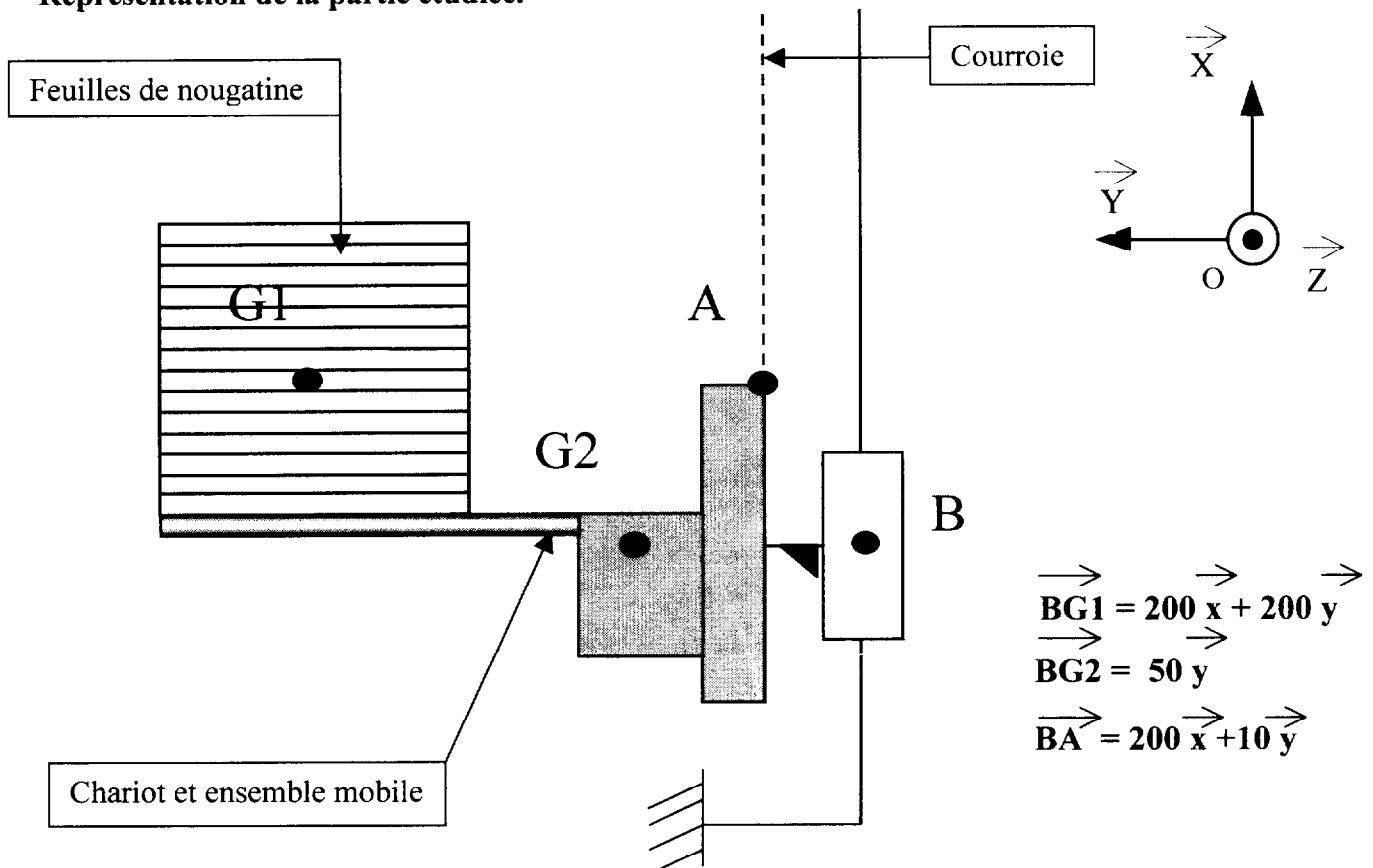 Représentation de la partie étudiée.
Feuilles de nougatine
Courroie
X
Y
O
Z
G1
A
G2
B
BG1 = 200 x + 200 y
BG2 = 50 y
BA = 200 x +10 y
Chariot et ensemble mobile